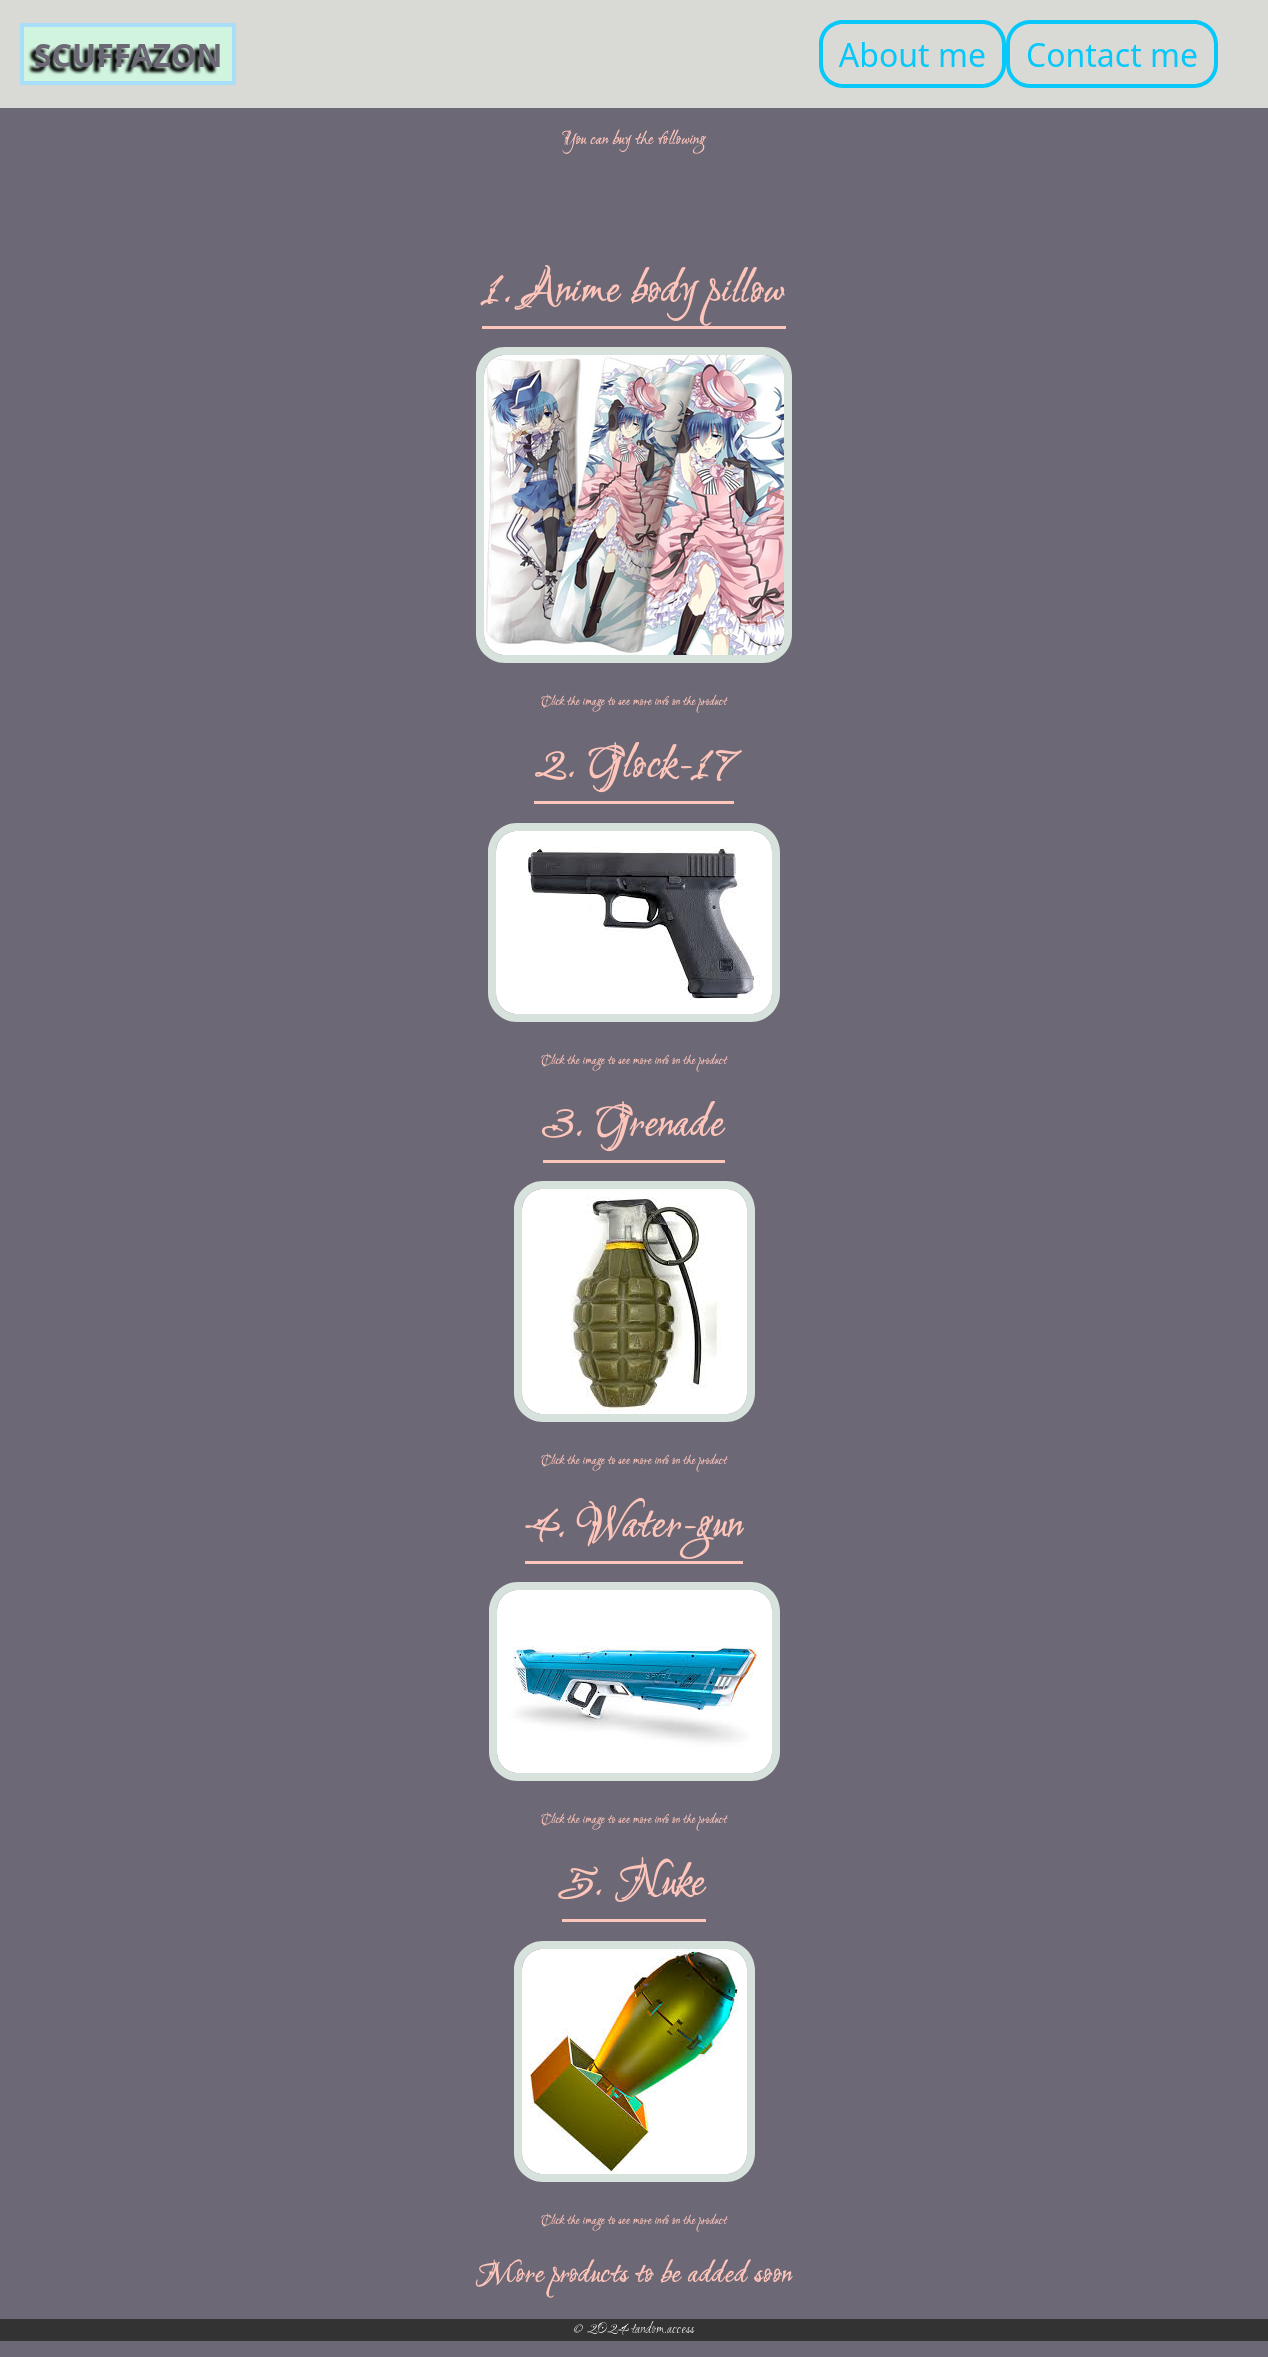 SCUFFAZON
About me
Contact me
You can buy the following
1. Anime body pillow
Click the image to see more info on the product
2. Glock-17
Click the image to see more info on the product
3. Grenade
Click the image to see more info on the product
4. Water-gun
Click the image to see more info on the product
5. Nuke
Click the image to see more info on the product
More products to be added soon
© 2024 tandom.access